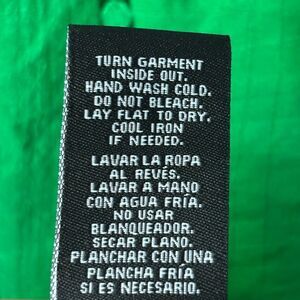 TURN GARMENT
INSIDE OUT.
HAND WASH COLD.
DO NOT BLEACH.
LAY FLAT TO DRY.
COOL IRON
IF NEEDED.
LAVAR LA ROPA
AL REVÉS.
LAVAR A MANO
CON AGUA FRÍA.
NO USAR
BLANQUEADOR.
SECAR PLANO.
PLANCHAR CON UNA
PLANCHA FRÍA
SI ES NECESARIO.